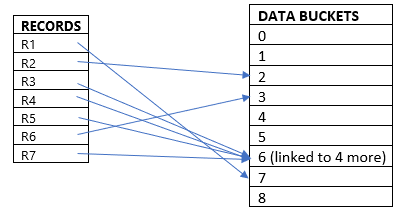 RECORDS
R1
R2
R3
R4
R5
R6
R7
DATA BUCKETS
0
1
2
3
4
5
6 (linked to 4 more)
7
8